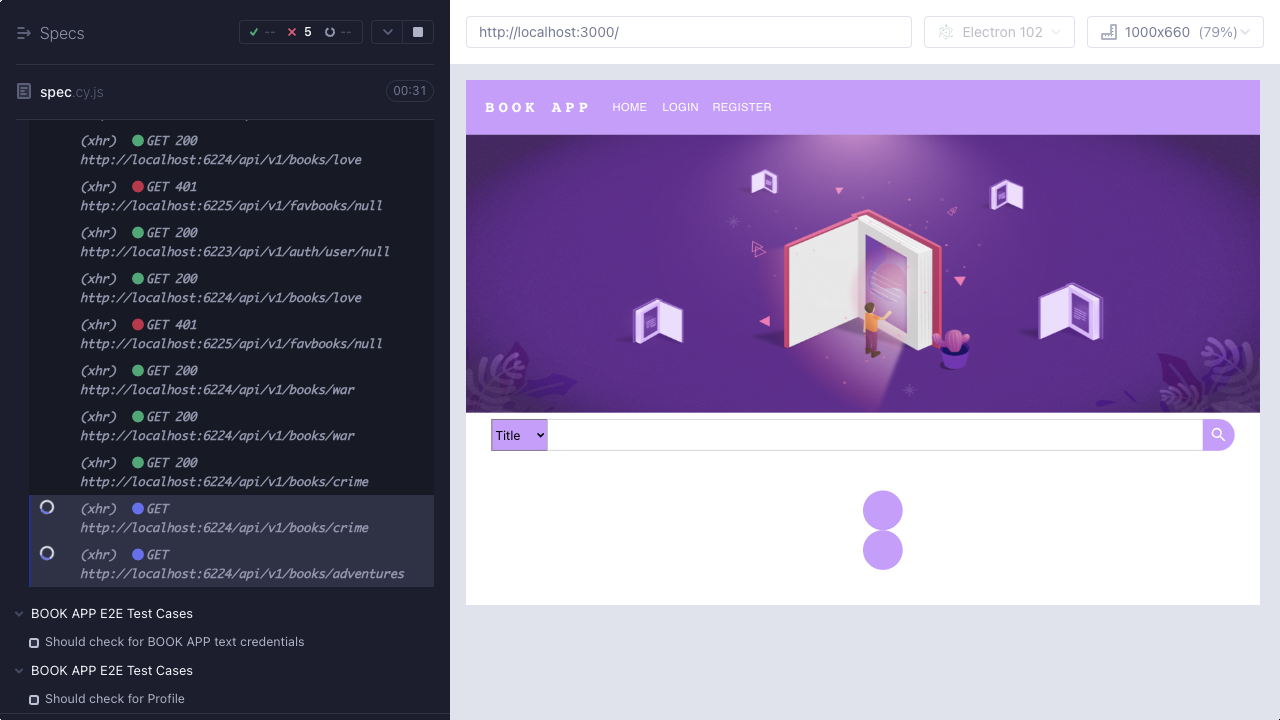 Specs
--
5
--
spec.cy.js
00:31
(xhr) GET 200
http://localhost:6224/api/v1/books/love
(xhr) GET 401
http://localhost:6225/api/v1/favbooks/null
(xhr) GET 200
http://localhost:6223/api/v1/auth/user/null
(xhr) GET 200
http://localhost:6224/api/v1/books/love
(xhr) GET 401
http://localhost:6225/api/v1/favbooks/null
(xhr) GET 200
http://localhost:6224/api/v1/books/war
(xhr) GET 200
http://localhost:6224/api/v1/books/war
(xhr) GET 200
http://localhost:6224/api/v1/books/crime
(xhr) GET
http://localhost:6224/api/v1/books/crime
(xhr) GET
http://localhost:6224/api/v1/books/adventures
BOOK APP E2E Test Cases
Should check for BOOK APP text credentials
BOOK APP E2E Test Cases
Should check for Profile
http://localhost:3000/
Electron 102
1000x660 (79%)
BOOK APP HOME LOGIN REGISTER
Title